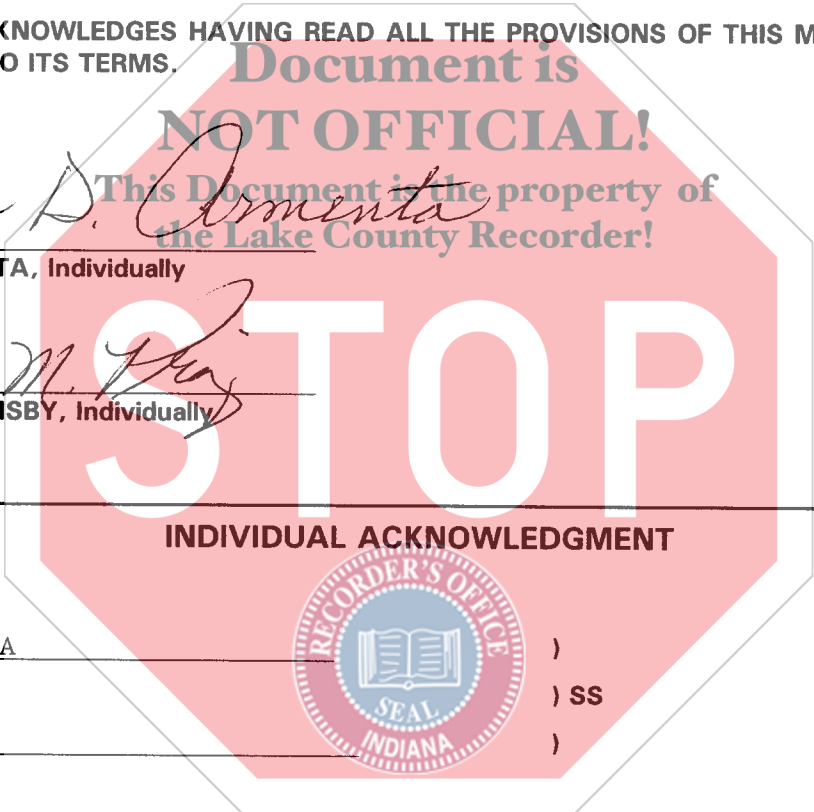 KNOWLEDGES HAVING READ ALL THE PROVISIONS OF THIS M
O ITS TERMS.
Document is
NOT OFFICIAL!
This Document is the property of
the Lake County Recorder!
D. Armenta
TA, Individually
M.
ISBY, Individually
STOP
INDIVIDUAL ACKNOWLEDGMENT
RECORDER'S OFFICE
SEAL
INDIANA
A )
) SS
)